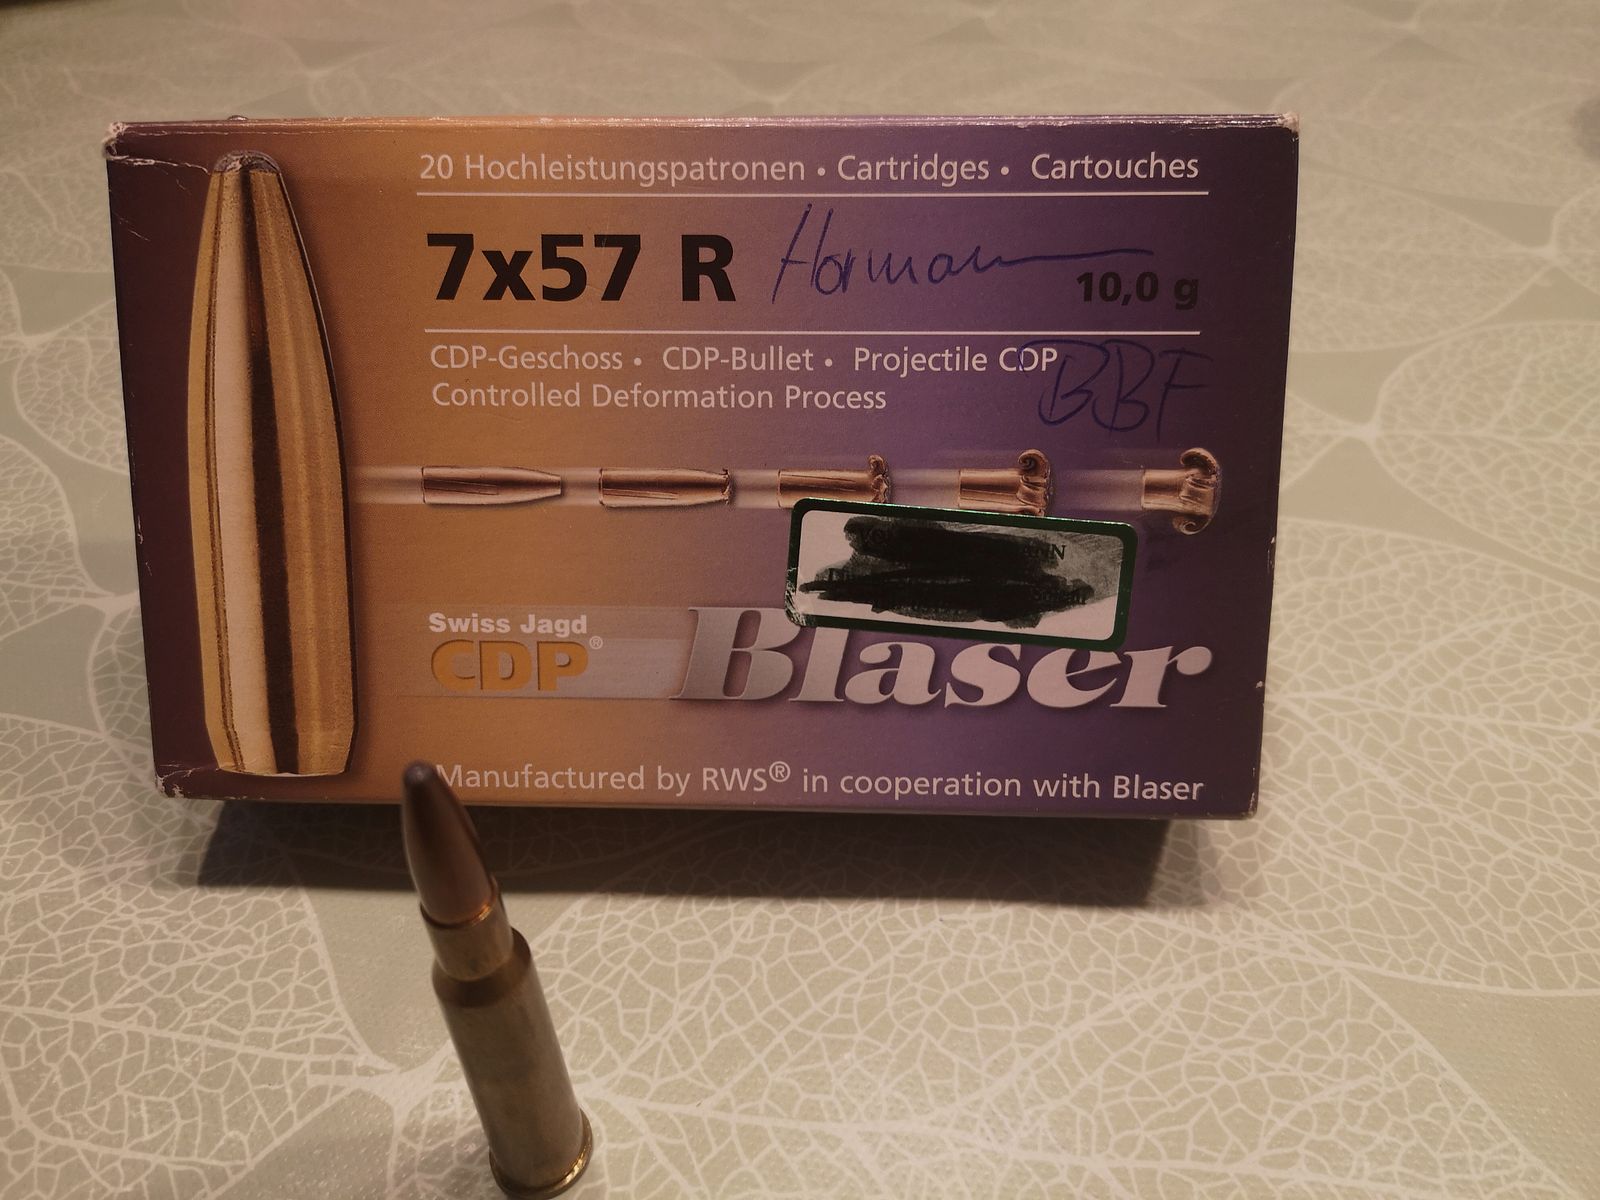 20 Hochleistungspatronen • Cartridges • Cartouches
7x57 R
10,0 g
CDP-Geschoss • CDP-Bullet • Projectile CDP
BBF
Controlled Deformation Process
Swiss Jagd
CDP®
Blaser
Manufactured by RWS® in cooperation with Blaser